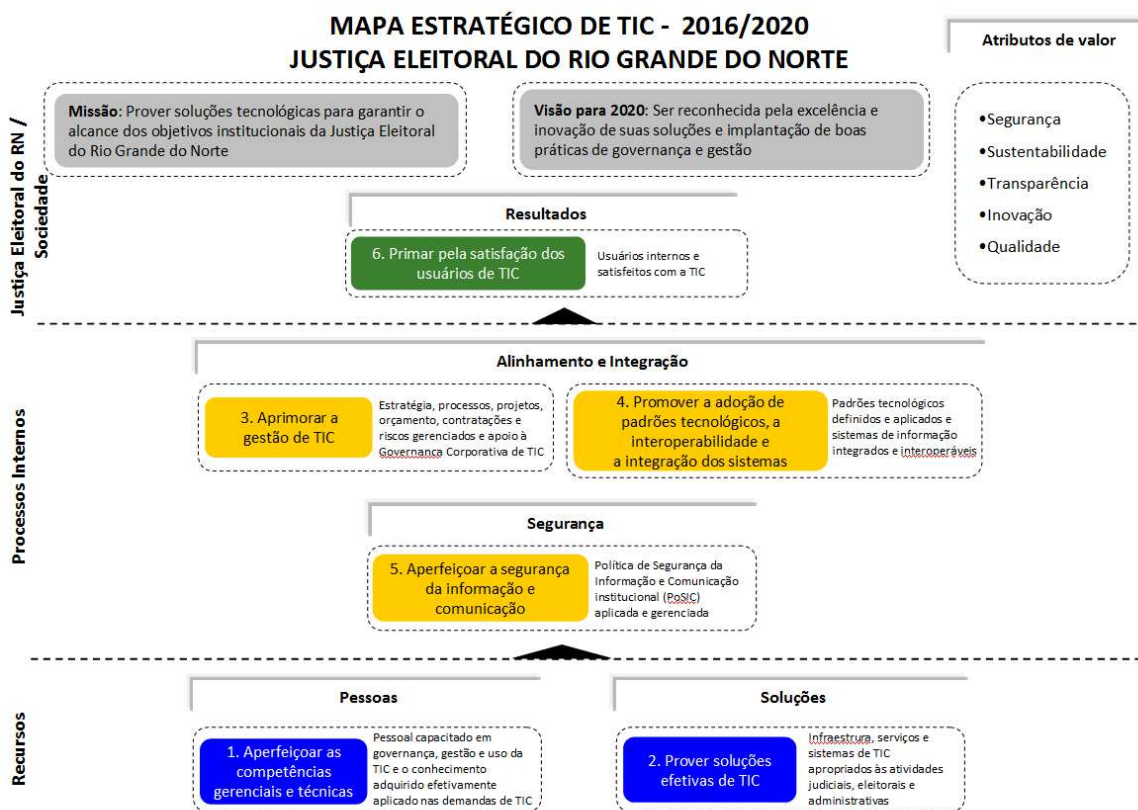 MAPA ESTRATÉGICO DE TIC - 2016/2020
JUSTIÇA ELEITORAL DO RIO GRANDE DO NORTE
Atributos de valor
•Segurança
•Sustentabilidade
•Transparência
•Inovação
•Qualidade
Justiça Eleitoral do RN /
Sociedade
Missão: Prover soluções tecnológicas para garantir o
alcance dos objetivos institucionais da Justiça Eleitoral
do Rio Grande do Norte
Visão para 2020: Ser reconhecida pela excelência e
inovação de suas soluções e implantação de boas
práticas de governança e gestão
Resultados
6. Primar pela satisfação dos
usuários de TIC
Usuários internos e
satisfeitos com a TIC
Processos Internos
Alinhamento e Integração
3. Aprimorar a
gestão de TIC
Estratégia, processos, projetos,
orçamento, contratações e
riscos gerenciados e apoio à
Governança Corporativa de TIC
4. Promover a adoção de
padrões tecnológicos, a
interoperabilidade e
a integração dos sistemas
Padrões tecnológicos
definidos e aplicados e
sistemas de informação
integrados e interoperáveis
Segurança
5. Aperfeiçoar a segurança
da informação e
comunicação
Política de Segurança da
Informação e Comunicação
institucional (PoSIC)
aplicada e gerenciada
Recursos
Pessoas
1. Aperfeiçoar as
competências
gerenciais e técnicas
Pessoal capacitado em
governança, gestão e uso da
TIC e o conhecimento
adquirido efetivamente
aplicado nas demandas de TIC
Soluções
2. Prover soluções
efetivas de TIC
Infraestrura, serviços e
sistemas de TIC
apropriados às atividades
judiciais, eleitorais e
administrativas